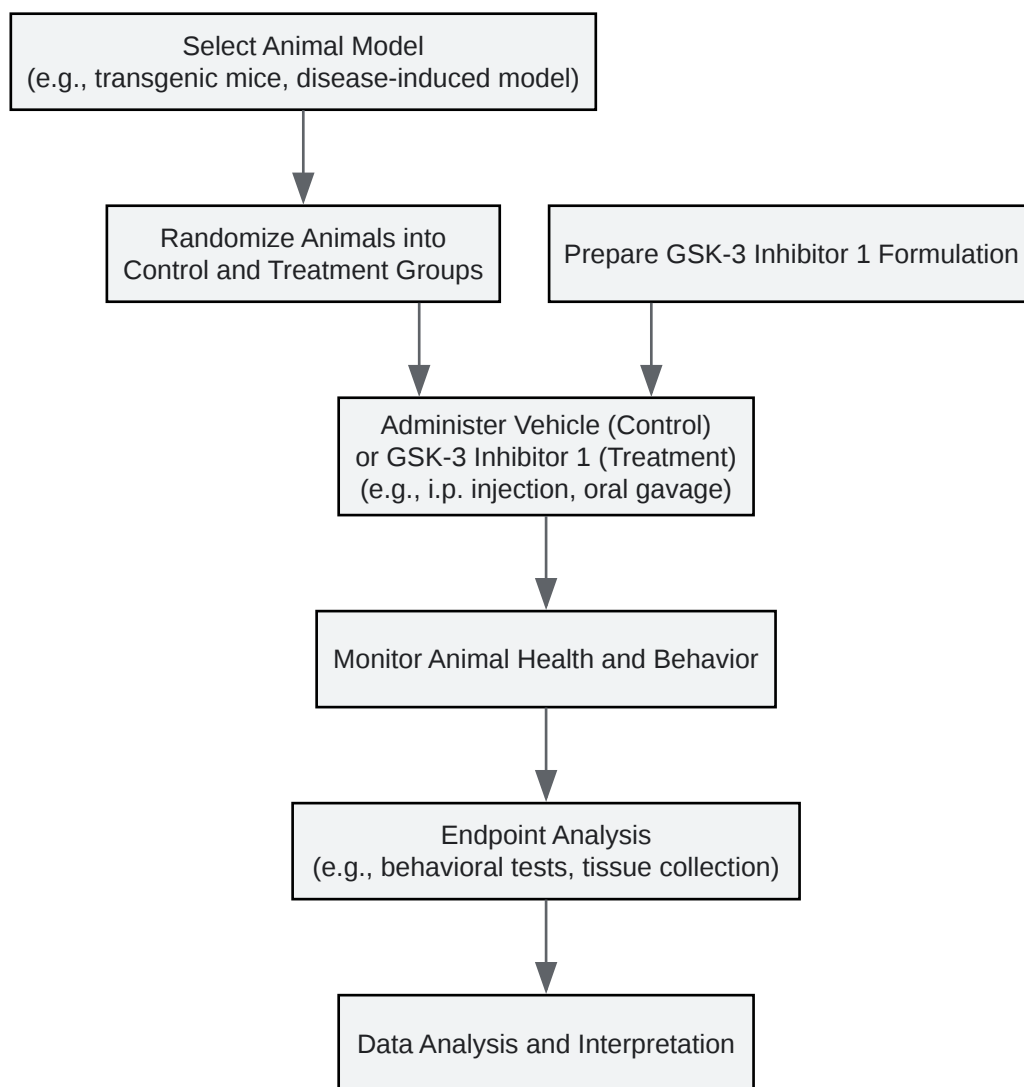 Select Animal Model
(e.g., transgenic mice, disease-induced model)
Randomize Animals into
Control and Treatment Groups
Prepare GSK-3 Inhibitor 1 Formulation
Administer Vehicle (Control)
or GSK-3 Inhibitor 1 (Treatment)
(e.g., i.p. injection, oral gavage)
Monitor Animal Health and Behavior
Endpoint Analysis
(e.g., behavioral tests, tissue collection)
Data Analysis and Interpretation